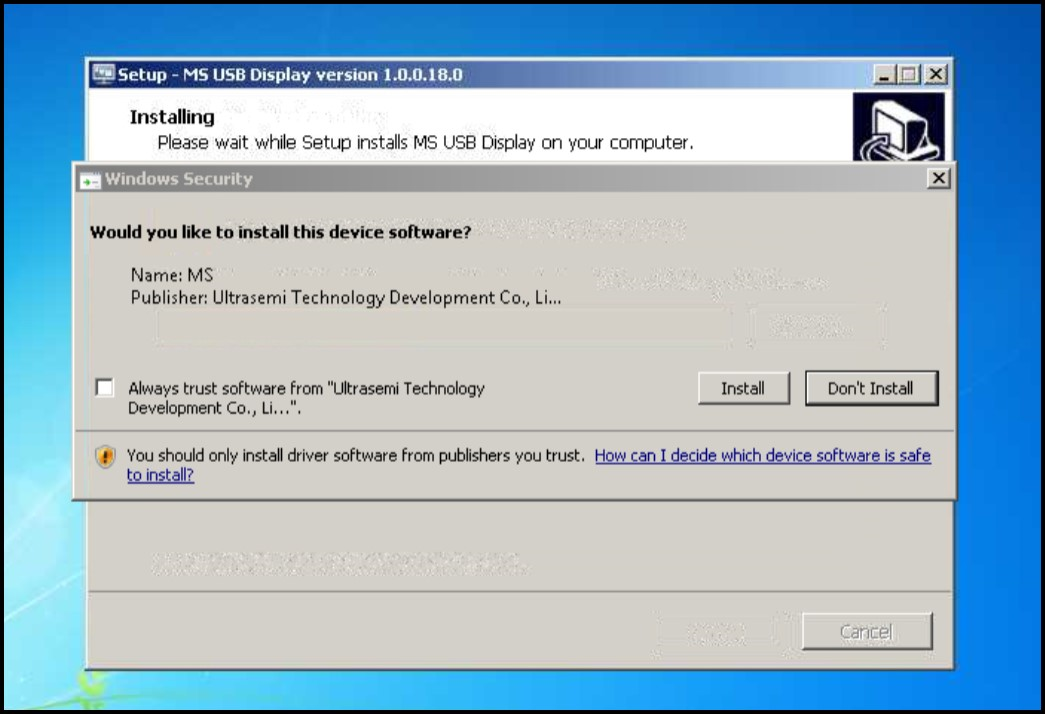 Setup - MS USB Display version 1.0.0.18.0
Installing
Please wait while Setup installs MS USB Display on your computer.
Windows Security
Would you like to install this device software?
Name: MS
Publisher: Ultrasemi Technology Development Co., Li...
Always trust software from "Ultrasemi Technology
Development Co., Li...".
Install
Don't Install
You should only install driver software from publishers you trust. How can I decide which device software is safe
to install?
Cancel